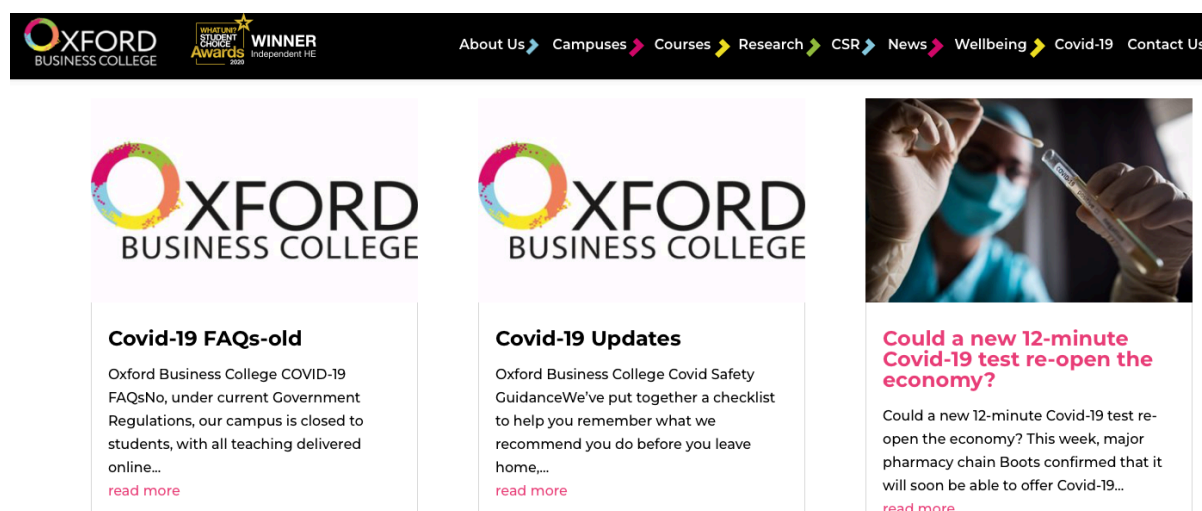 OXFORD
BUSINESS COLLEGE
WHATUNI?
STUDENT
CHOICE
Awards
2020
WINNER
Independent HE
About Us Campuses Courses Research CSR News Wellbeing Covid-19 Contact Us
OXFORD
BUSINESS COLLEGE
Covid-19 FAQs-old
Oxford Business College COVID-19
FAQsNo, under current Government
Regulations, our campus is closed to
students, with all teaching delivered
online...
read more
OXFORD
BUSINESS COLLEGE
Covid-19 Updates
Oxford Business College Covid Safety
GuidanceWe've put together a checklist
to help you remember what we
recommend you do before you leave
home,...
read more
Could a new 12-minute
Covid-19 test re-open the
economy?
Could a new 12-minute Covid-19 test re-
open the economy? This week, major
pharmacy chain Boots confirmed that it
will soon be able to offer Covid-19...
read more